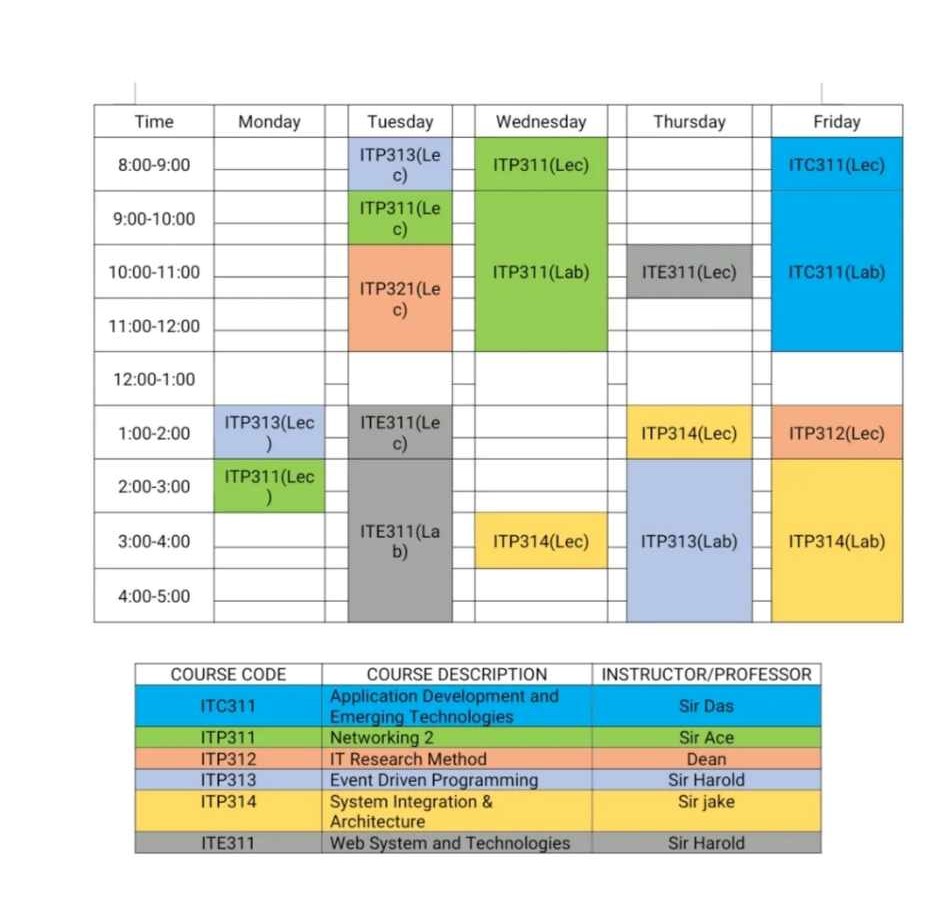 Time Monday Tuesday Wednesday Thursday Friday
8:00-9:00 ITP313(Le
c) ITP311(Lec) ITC311(Lec)
9:00-10:00 ITP311(Le
c) ITP311(Lab) ITC311(Lab)
10:00-11:00 ITP321(Le
c) ITE311(Lec)
11:00-12:00
12:00-1:00
1:00-2:00 ITP313(Lec
) ITE311(Le
c) ITP314(Lec) ITP312(Lec)
2:00-3:00 ITP311(Lec
) ITE311(La
b) ITP313(Lab) ITP314(Lab)
3:00-4:00 ITP314(Lec)
4:00-5:00
COURSE CODE COURSE DESCRIPTION INSTRUCTOR/PROFESSOR
ITC311 Application Development and
Emerging Technologies Sir Das
ITP311 Networking 2 Sir Ace
ITP312 IT Research Method Dean
ITP313 Event Driven Programming Sir Harold
ITP314 System Integration & Sir jake
Architecture
ITE311 Web System and Technologies Sir Harold